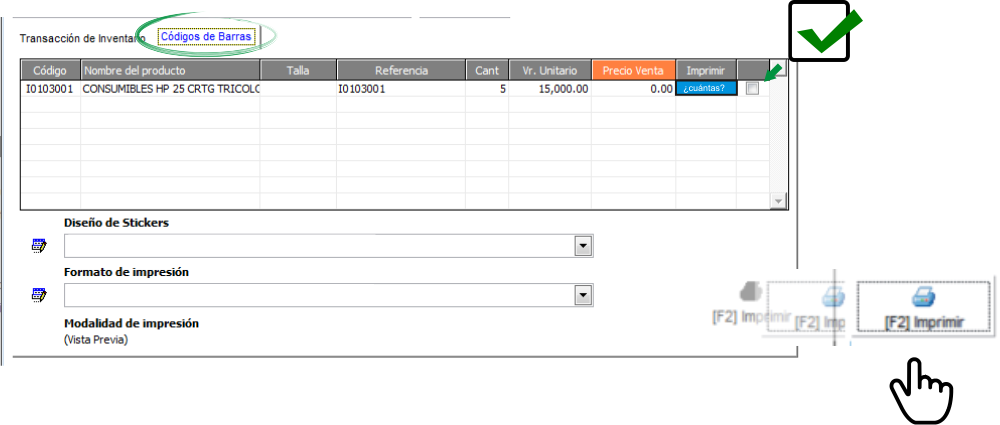 Transacción de Inventario Códigos de Barras
Código Nombre del producto Talla Referencia Cant Vr. Unitario Precio Venta Imprimir
I0103001 CONSUMIBLES HP 25 CRTG TRICOLO I0103001 5 15,000.00 0.00 ¿cuántas?
Diseño de Stickers
Formato de impresión
Modalidad de impresión
(Vista Previa)
[F2] Imprimir [F2] Imp [F2] Imprimir